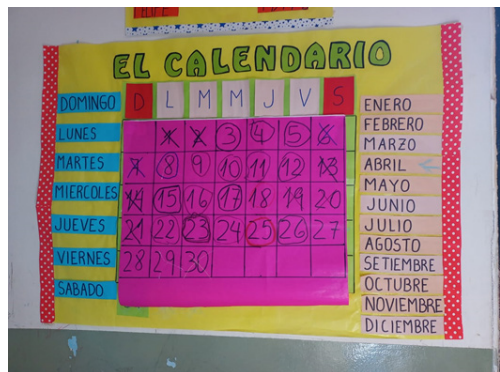 EL CALENDARIO
DOMINGO
LUNES
MARTES
MIERCOLES
JUEVES
VIERNES
SABADO
D L M M J V S
1 2 3 4 5 6
7 8 9 10 11 12 13
14 15 16 17 18 19 20
21 22 23 24 25 26 27
28 29 30
ENERO
FEBRERO
MARZO
ABRIL
MAYO
JUNIO
JULIO
AGOSTO
SETIEMBRE
OCTUBRE
NOVIEMBRE
DICIEMBRE